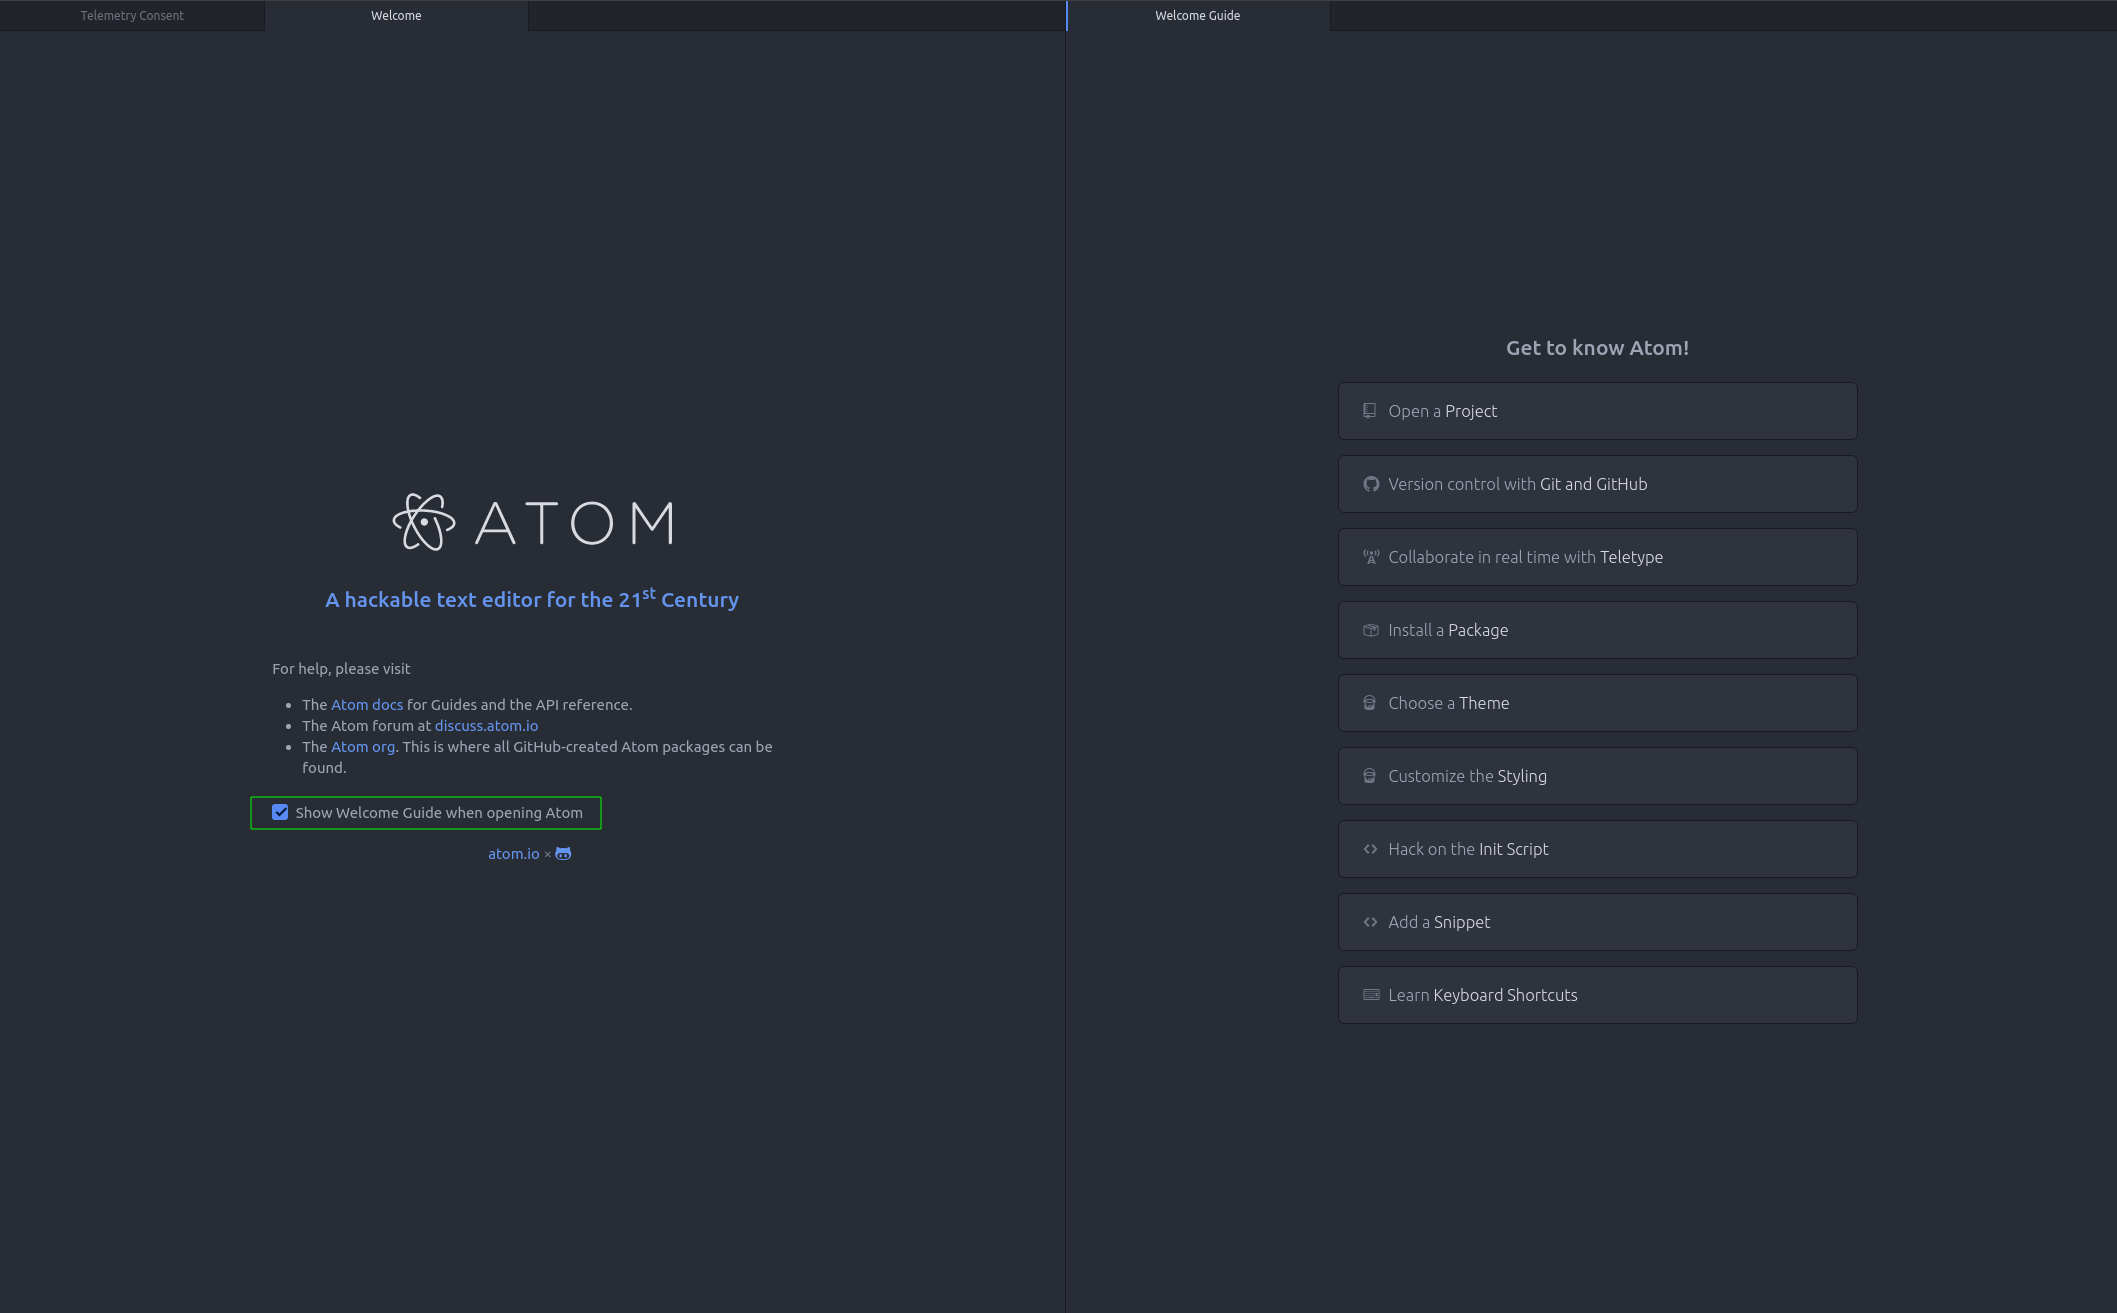 Telemetry Consent
Welcome
Welcome Guide
ATOM
A hackable text editor for the 21st Century
For help, please visit
The Atom docs for Guides and the API reference.
The Atom forum at discuss.atom.io
The Atom org. This is where all GitHub-created Atom packages can be
found.
Show Welcome Guide when opening Atom
atom.io ×
Get to know Atom!
Open a Project
Version control with Git and GitHub
Collaborate in real time with Teletype
Install a Package
Choose a Theme
Customize the Styling
Hack on the Init Script
Add a Snippet
Learn Keyboard Shortcuts